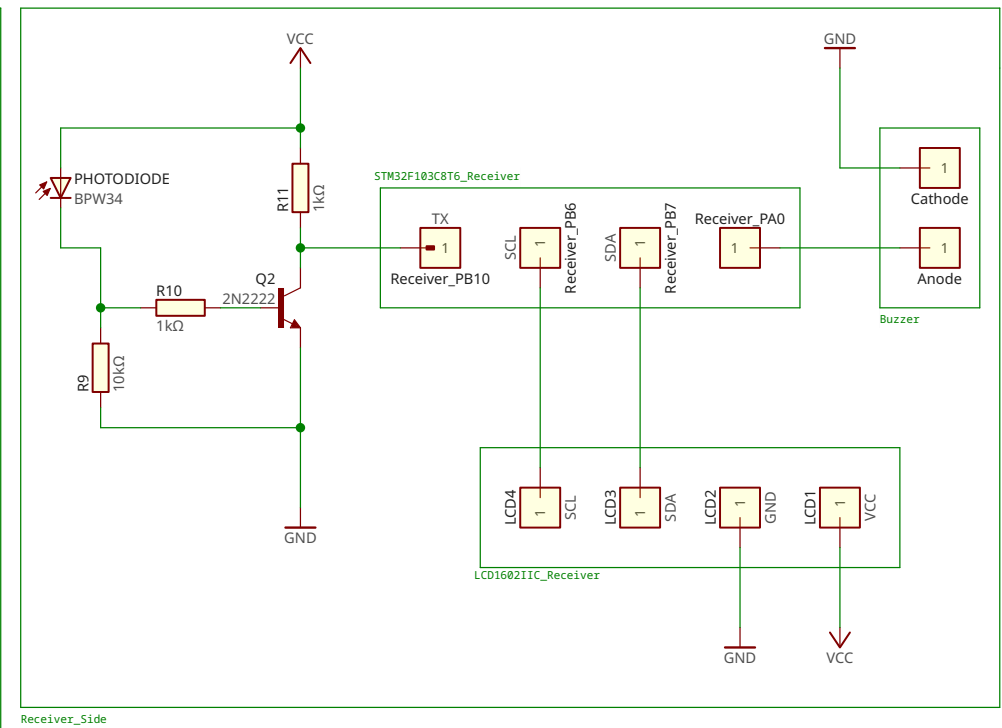 VCC
GND
PHOTODIODE
BPW34
R11
1kΩ
STM32F103C8T6_Receiver
TX
1
Receiver_PB10
SCL
1
Receiver_PB6
SDA
1
Receiver_PB7
Receiver_PA0
1
1
Cathode
1
Anode
Buzzer
Q2
2N2222
R10
1kΩ
R9
10kΩ
GND
LCD4
1
SCL
LCD3
1
SDA
LCD2
1
GND
LCD1
1
VCC
LCD1602IIC_Receiver
GND
VCC
Receiver_Side